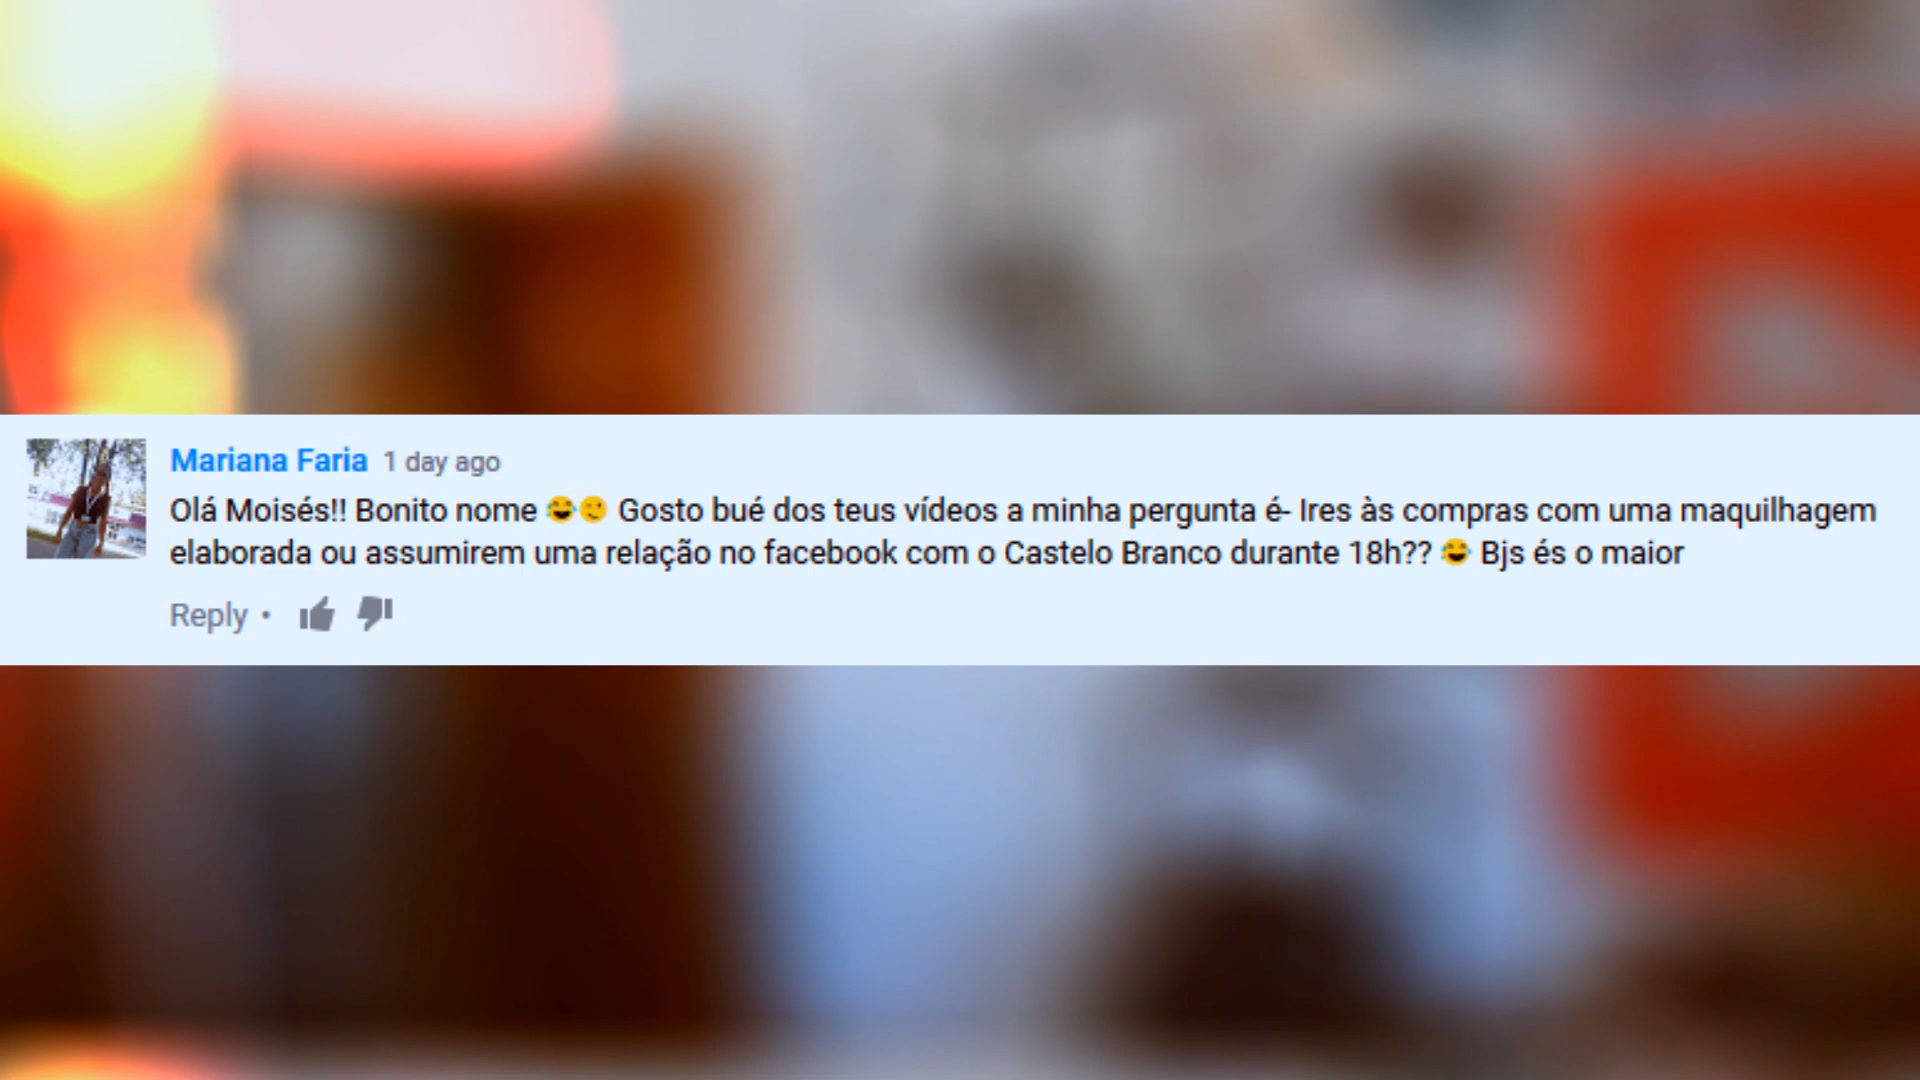 Mariana Faria 1 day ago
Olá Moisés!! Bonito nome 😂😉 Gosto bué dos teus vídeos a minha pergunta é- Ires às compras com uma maquilhagem
elaborada ou assumirem uma relação no facebook com o Castelo Branco durante 18h?? 😂 Bjs és o maior
Reply •